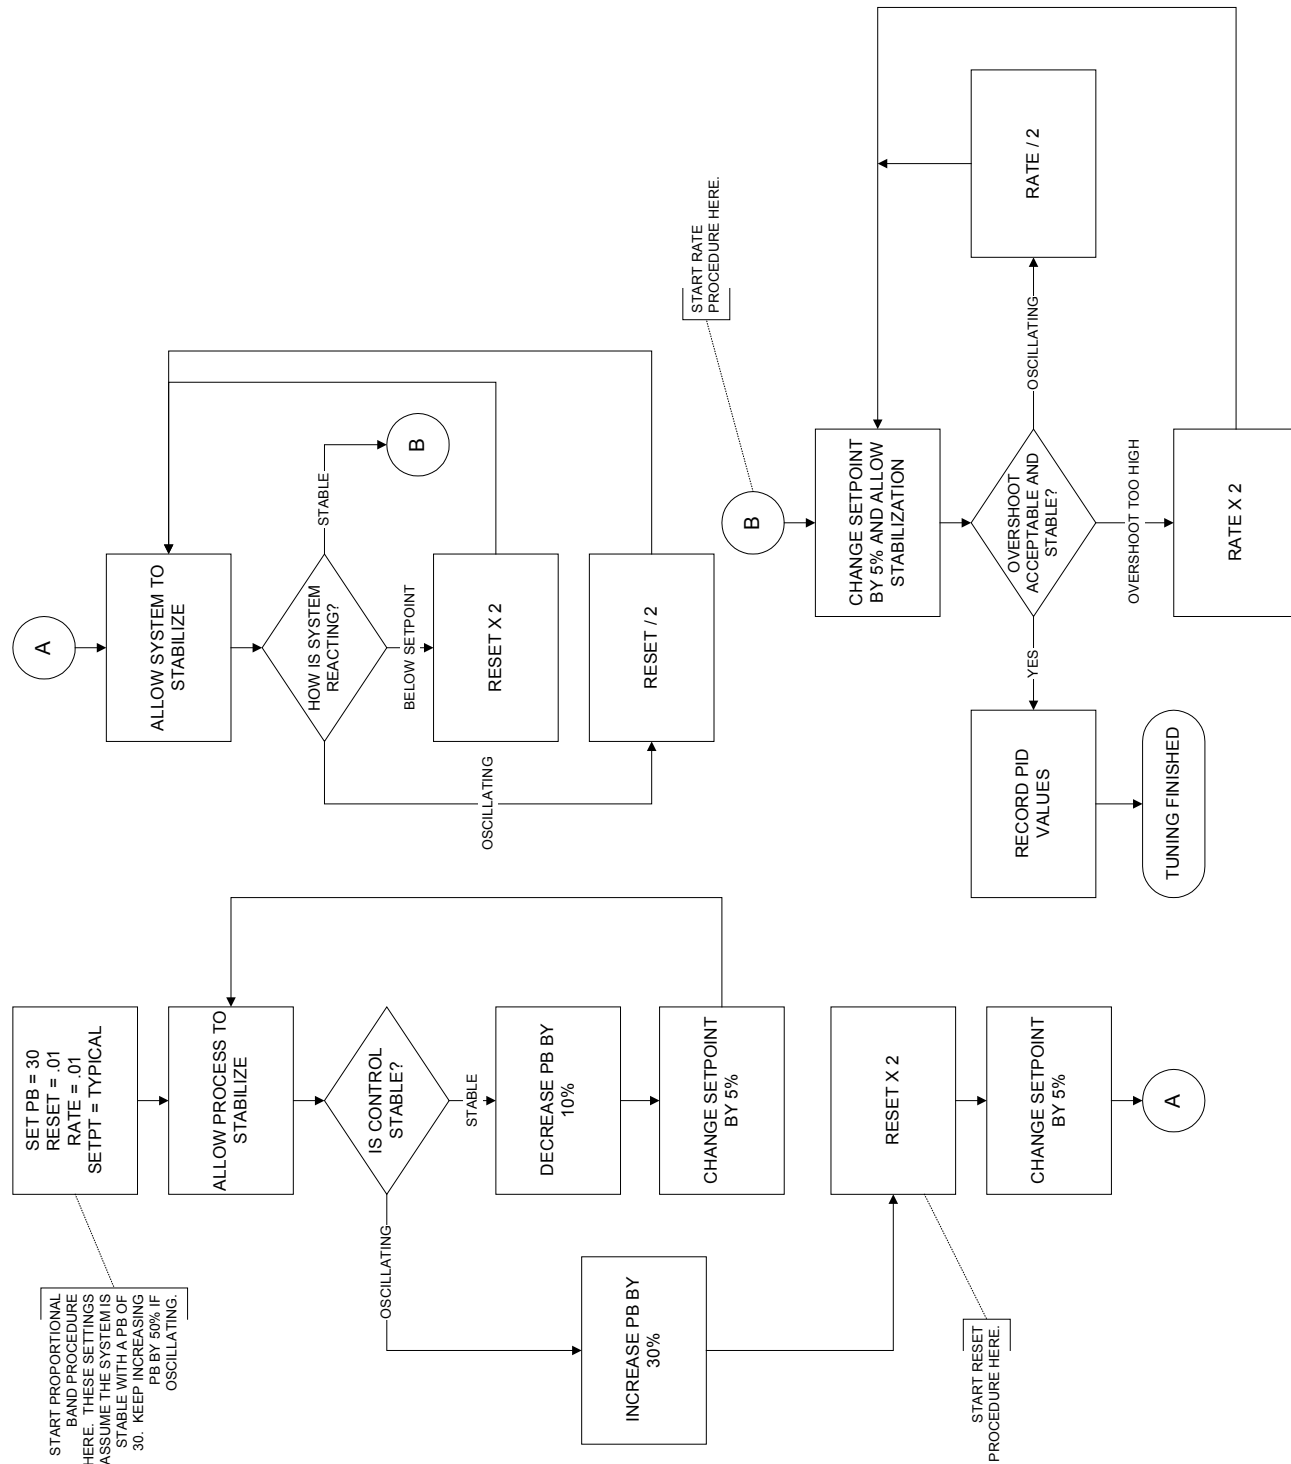 START PROPORTIONAL
BAND PROCEDURE
HERE. THESE SETTINGS
ASSUME THE SYSTEM IS
STABLE WITH A PB OF
30. KEEP INCREASING
PB BY 50% IF
OSCILLATING.
SET PB = 30
RESET = .01
RATE = .01
SETPT = TYPICAL
ALLOW PROCESS TO
STABILIZE
IS CONTROL
STABLE?
STABLE
OSCILLATING
DECREASE PB BY
10%
CHANGE SETPOINT
BY 5%
INCREASE PB BY
30%
START RESET
PROCEDURE HERE.
RESET X 2
CHANGE SETPOINT
BY 5%
A
A
ALLOW SYSTEM TO
STABILIZE
HOW IS SYSTEM
REACTING?
STABLE
B
BELOW SETPOINT
OSCILLATING
RESET X 2
RESET / 2
START RATE
PROCEDURE HERE.
B
CHANGE SETPOINT
BY 5% AND ALLOW
STABILIZATION
OVERSHOOT
ACCEPTABLE AND
STABLE?
OSCILLATING
RATE / 2
OVERSHOOT TOO HIGH
RATE X 2
YES
RECORD PID
VALUES
TUNING FINISHED